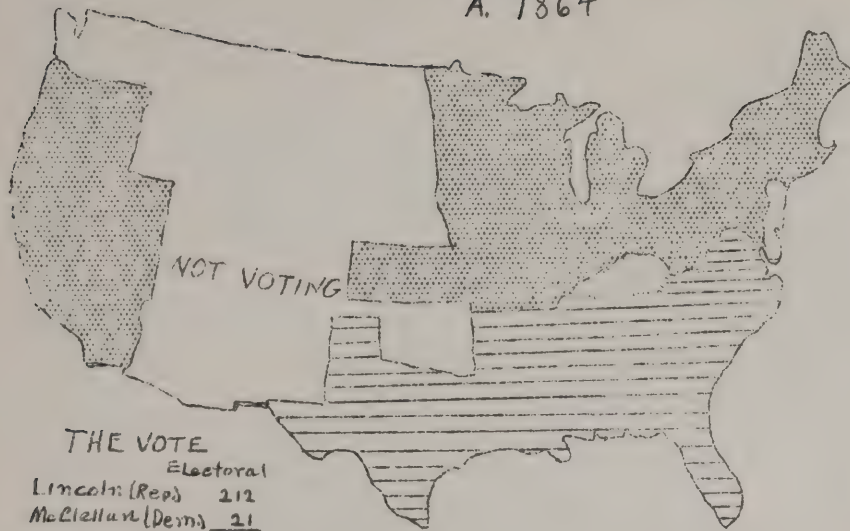 A. 1864
NOT VOTING
THE VOTE
Electoral
Lincoln (Rep) 212
McClellan (Dem) 21